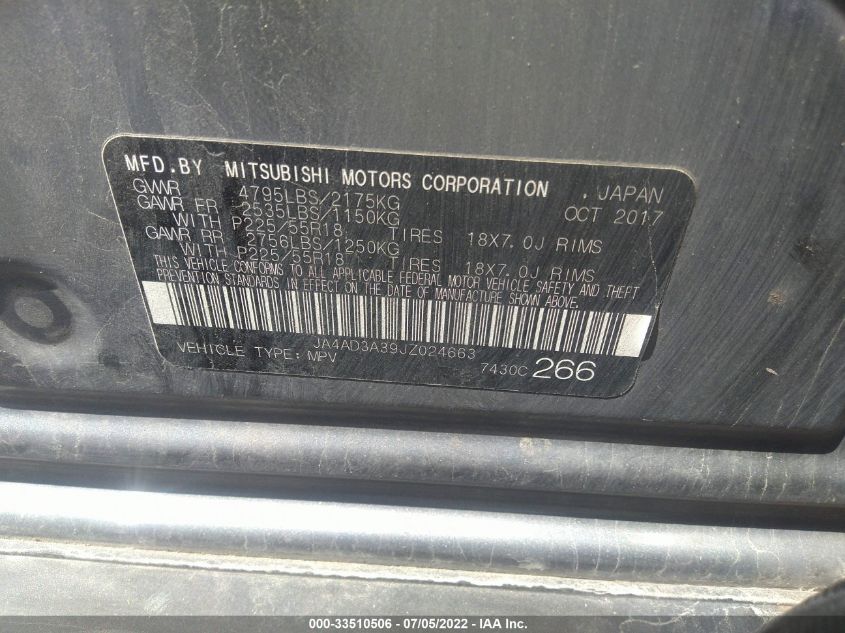 MFD.BY MITSUBISHI MOTORS CORPORATION . JAPAN
GVWR 4795LBS/2175KG OCT 2017
GAWR FR 2535LBS/1150KG
WITH P225/55R18 TIRES 18X7.0J RIMS
GAWR RR 2756LBS/1250KG
WITH P225/55R18 TIRES 18X7.0J RIMS
THIS VEHICLE CONFORMS TO ALL APPLICABLE FEDERAL MOTOR VEHICLE SAFETY AND THEFT
PREVENTION STANDARDS IN EFFECT ON THE DATE OF MANUFACTURE SHOWN ABOVE.
JA4AD3A39JZ024663
VEHICLE TYPE: MPV 7430C 266
000-33510506 - 07/05/2022 - IAA Inc.